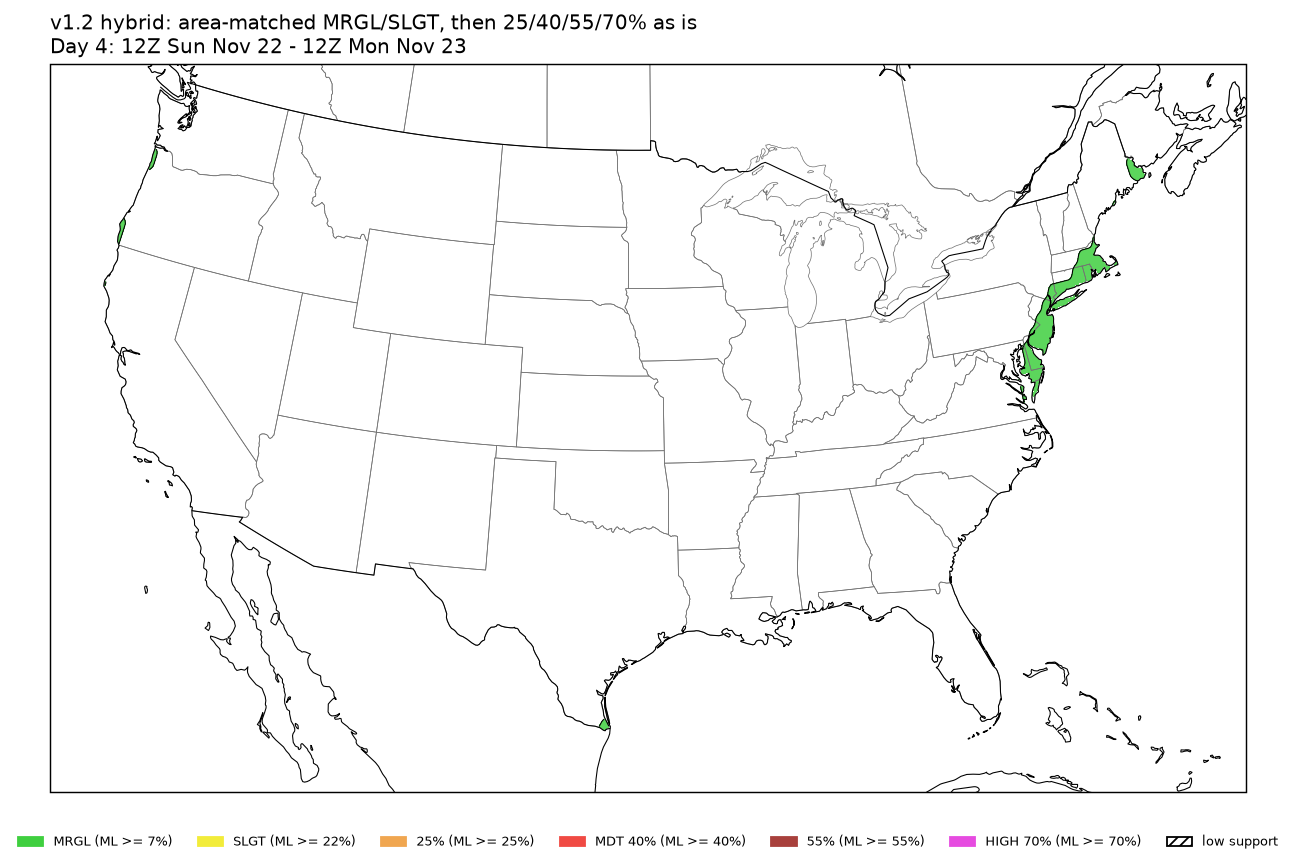 v1.2 hybrid: area-matched MRGL/SLGT, then 25/40/55/70% as is
Day 4: 12Z Sun Nov 22 - 12Z Mon Nov 23
MRGL (ML >= 7%) SLGT (ML >= 22%) 25% (ML >= 25%) MDT 40% (ML >= 40%) 55% (ML >= 55%) HIGH 70% (ML >= 70%) low support